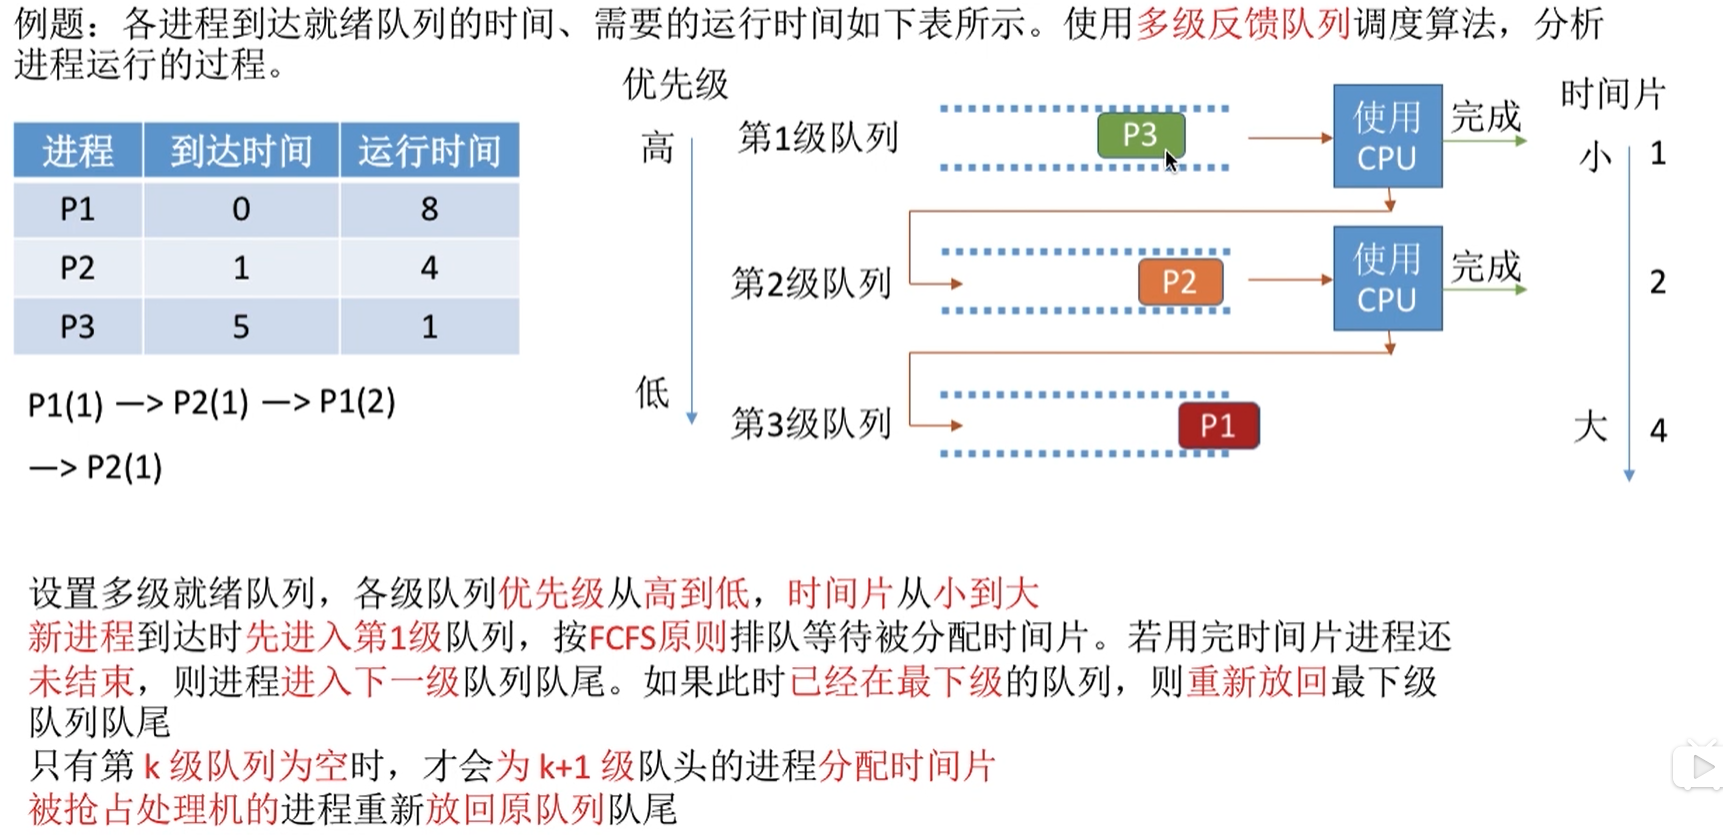 例题：各进程到达就绪队列的时间、需要的运行时间如下表所示。使用多级反馈队列调度算法，分析
进程运行的过程。
进程 到达时间 运行时间
P1 0 8
P2 1 4
P3 5 1
P1(1) —> P2(1) —> P1(2)
—> P2(1)
优先级
高
低
第1级队列
P3
使用
CPU
完成
第2级队列
P2
使用
CPU
完成
第3级队列
P1
时间片
小 1
2
大 4
设置多级就绪队列，各级队列优先级从高到低，时间片从小到大
新进程到达时先进入第1级队列，按FCFS原则排队等待被分配时间片。若用完时间片进程还
未结束，则进程进入下一级队列队尾。如果此时已经在最下级的队列，则重新放回最下级
队列队尾
只有第 k 级队列为空时，才会为 k+1 级队头的进程分配时间片
被抢占处理机的进程重新放回原队列队尾